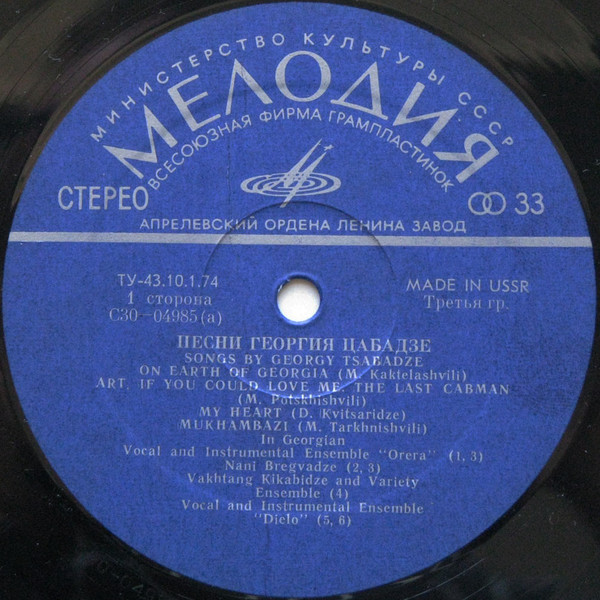 МИНИСТЕРСТВО КУЛЬТУРЫ СССР
МЕЛОДИЯ
ВСЕСОЮЗНАЯ ФИРМА ГРАМПЛАСТИНОК
СТЕРЕО
33
АПРЕЛЕВСКИЙ ОРДЕНА ЛЕНИНА ЗАВОД
ТУ-43.10.1.74
MADE IN USSR
1 сторона
Третья гр.
С30—04985(а)
ПЕСНИ ГЕОРГИЯ ЦАБАДЗЕ
SONGS BY GEORGY TSABADZE
ON EARTH OF GEORGIA (M. Kaktelashvili)
ART, IF YOU COULD LOVE ME, THE LAST CABMAN
(M. Potskhishvili)
MY HEART (D. Kvitsaridze)
MUKHAMBAZI (M. Tarkhnishvili)
In Georgian
Vocal and Instrumental Ensemble "Orera" (1, 3)
Nani Bregvadze (2, 3)
Vakhtang Kikabidze and Variety
Ensemble (4)
Vocal and Instrumental Ensemble
"Dielo" (5, 6)